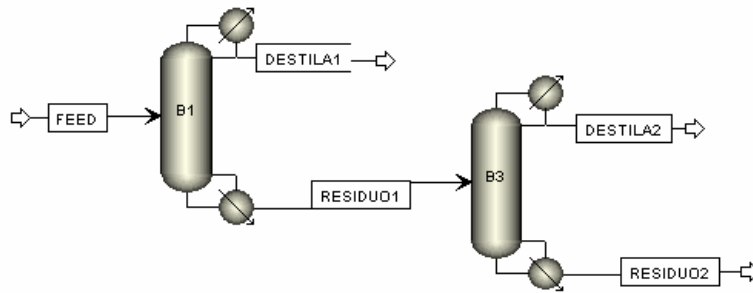 DESTILA1
B1
FEED
DESTILA2
B3
RESIDUO1
RESIDUO2